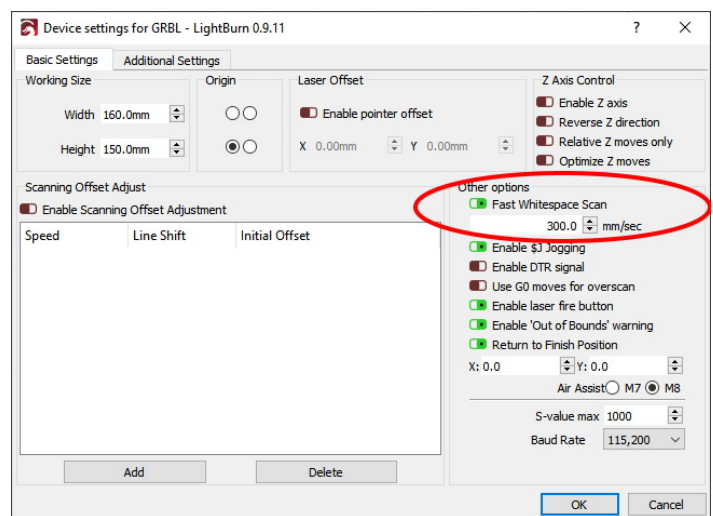 Device settings for GRBL - LightBurn 0.9.11
? X
Basic Settings Additional Settings
Working Size
Width 160.0mm
Height 150.0mm
Origin
Laser Offset
Enable pointer offset
X 0.00mm Y 0.00mm
Z Axis Control
Enable Z axis
Reverse Z direction
Relative Z moves only
Optimize Z moves
Scanning Offset Adjust
Enable Scanning Offset Adjustment
Speed Line Shift Initial Offset
Add Delete
Other options
Fast Whitespace Scan
300.0 mm/sec
Enable $J Jogging
Enable DTR signal
Use G0 moves for overscan
Enable laser fire button
Enable 'Out of Bounds' warning
Return to Finish Position
X: 0.0 Y: 0.0
Air Assist M7 M8
S-value max 1000
Baud Rate 115,200
OK Cancel